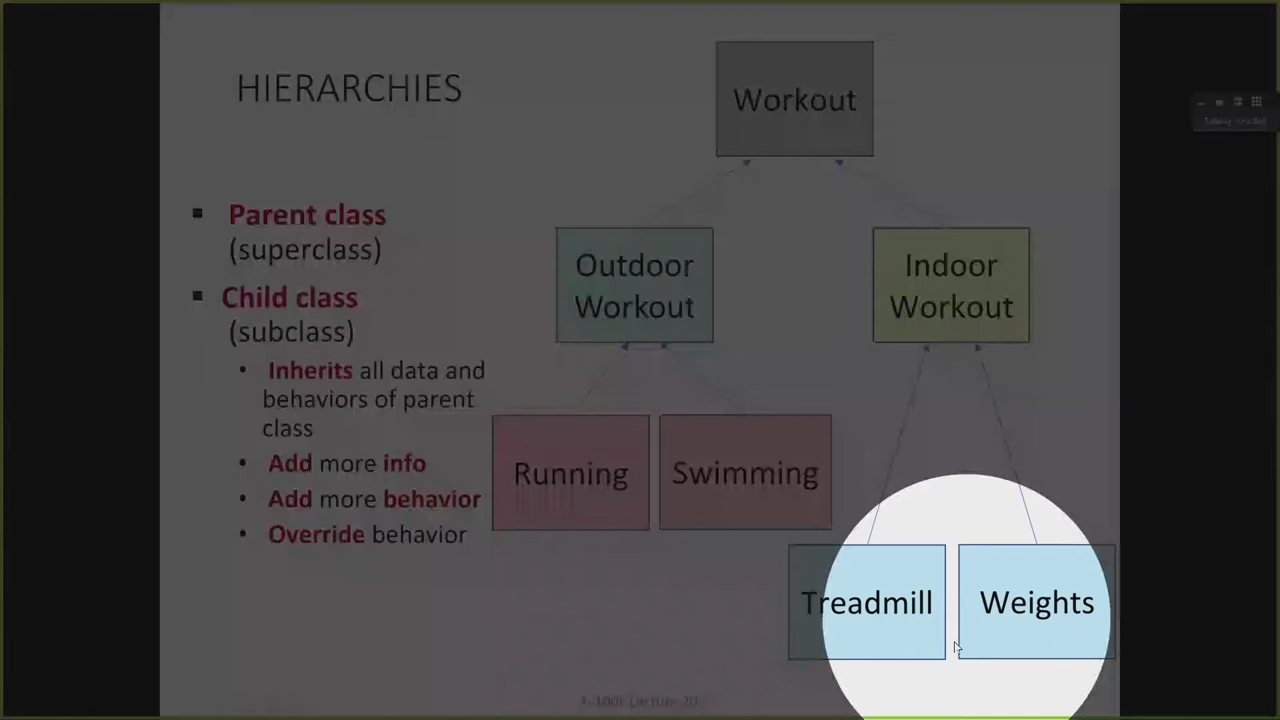 HIERARCHIES
Parent class
(superclass)
Child class
(subclass)
Inherits all data and
behaviors of parent
class
Add more info
Add more behavior
Override behavior
Workout
Outdoor
Workout
Indoor
Workout
Running
Swimming
Treadmill
Weights